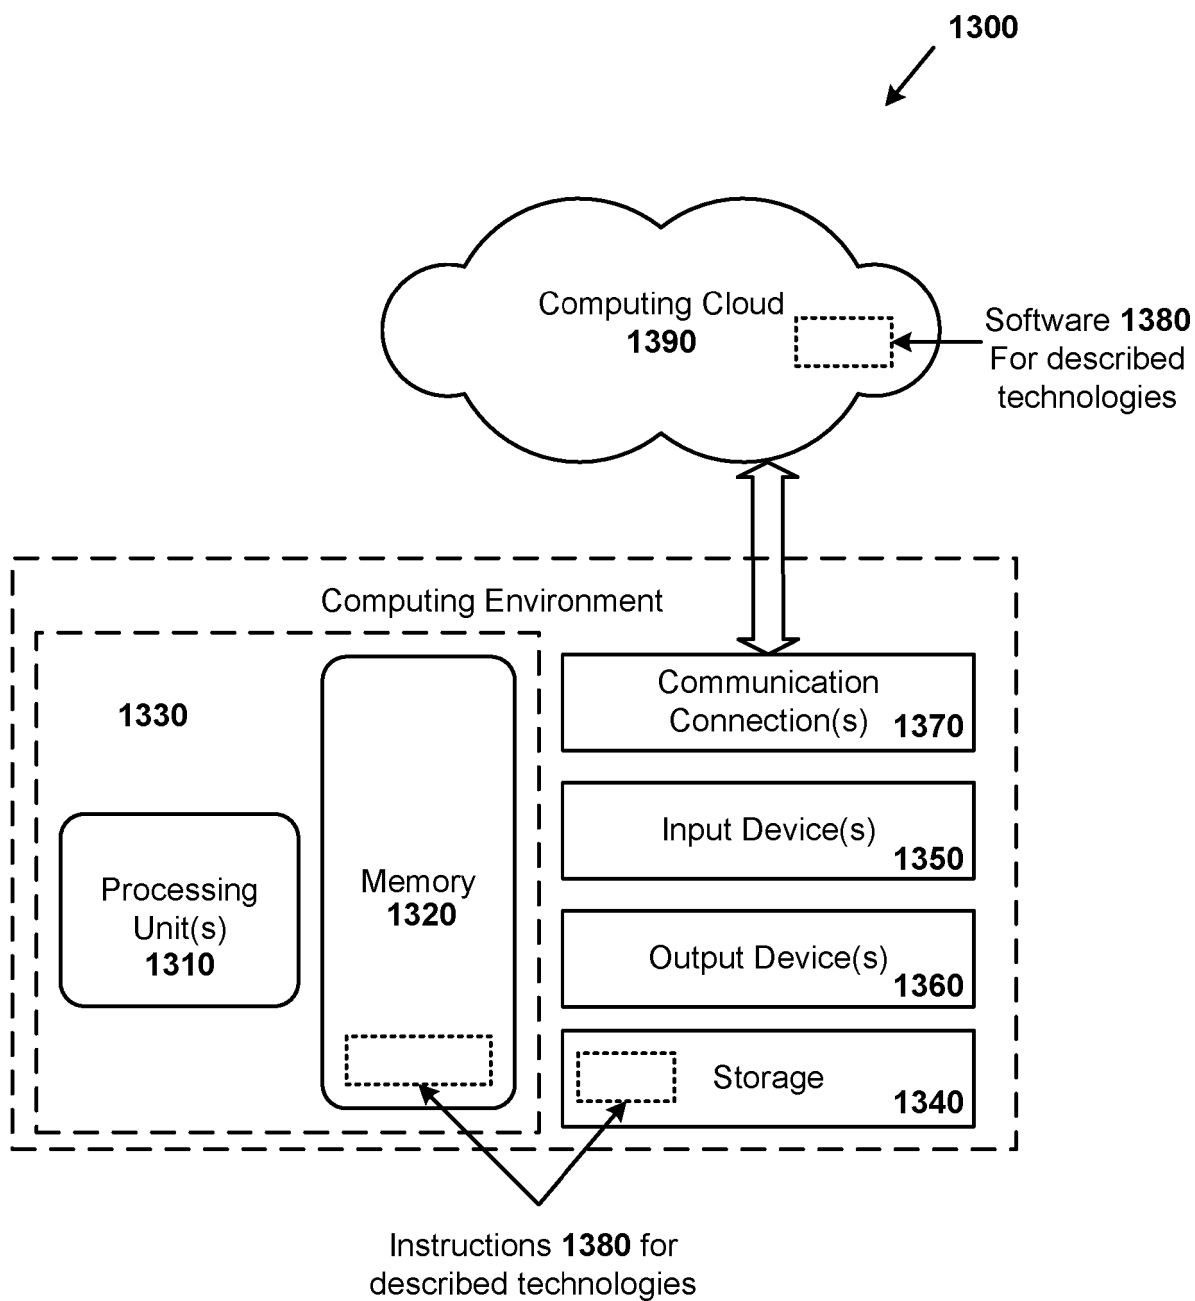 1300
Computing Cloud
1390
Software 1380
For described
technologies
Computing Environment
1330
Processing
Unit(s)
1310
Memory
1320
Communication
Connection(s)
1370
Input Device(s)
1350
Output Device(s)
1360
Storage
1340
Instructions 1380 for
described technologies